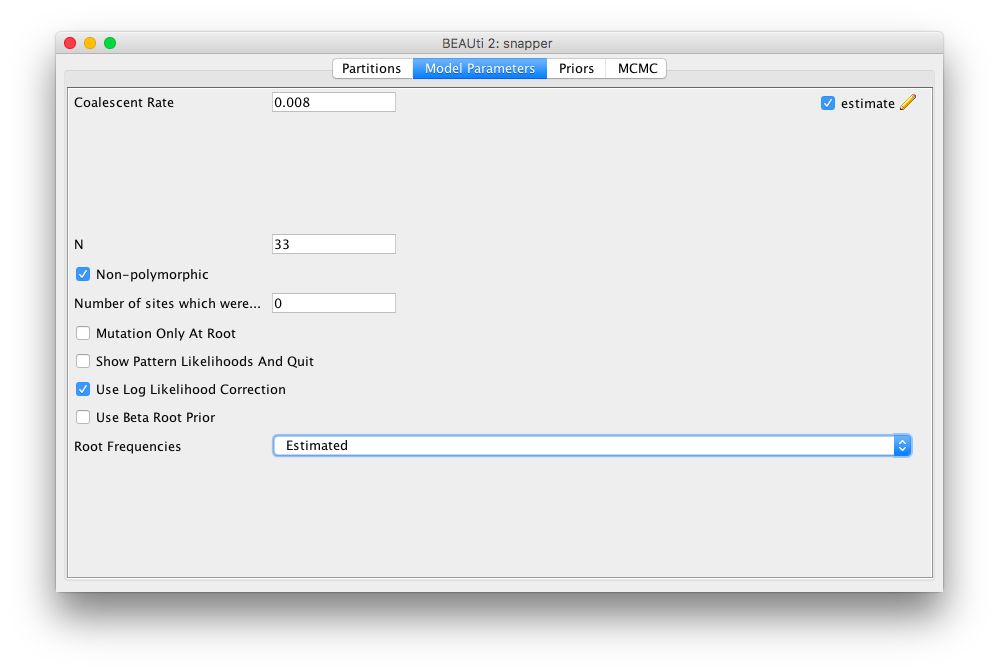 BEAUti 2: snapper
Partitions Model Parameters Priors MCMC
Coalescent Rate 0.008 estimate
N 33
Non-polymorphic
Number of sites which were... 0
Mutation Only At Root
Show Pattern Likelihoods And Quit
Use Log Likelihood Correction
Use Beta Root Prior
Root Frequencies Estimated